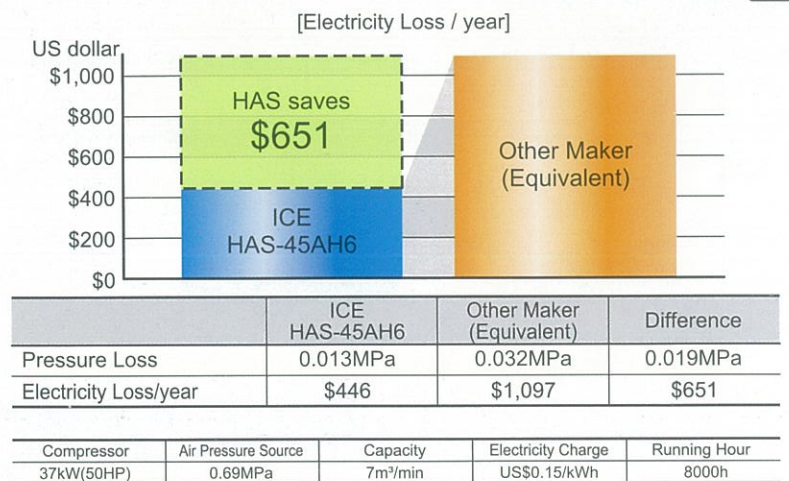 [Electricity Loss / year]
US dollar
$1,000
$800
$600
$400
$200
$0
HAS saves
$651
ICE
HAS-45AH6
Other Maker
(Equivalent)
ICE HAS-45AH6 Other Maker (Equivalent) Difference
Pressure Loss 0.013MPa 0.032MPa 0.019MPa
Electricity Loss/year $446 $1,097 $651
Compressor Air Pressure Source Capacity Electricity Charge Running Hour
37kW(50HP) 0.69MPa 7m³/min US$0.15/kWh 8000h